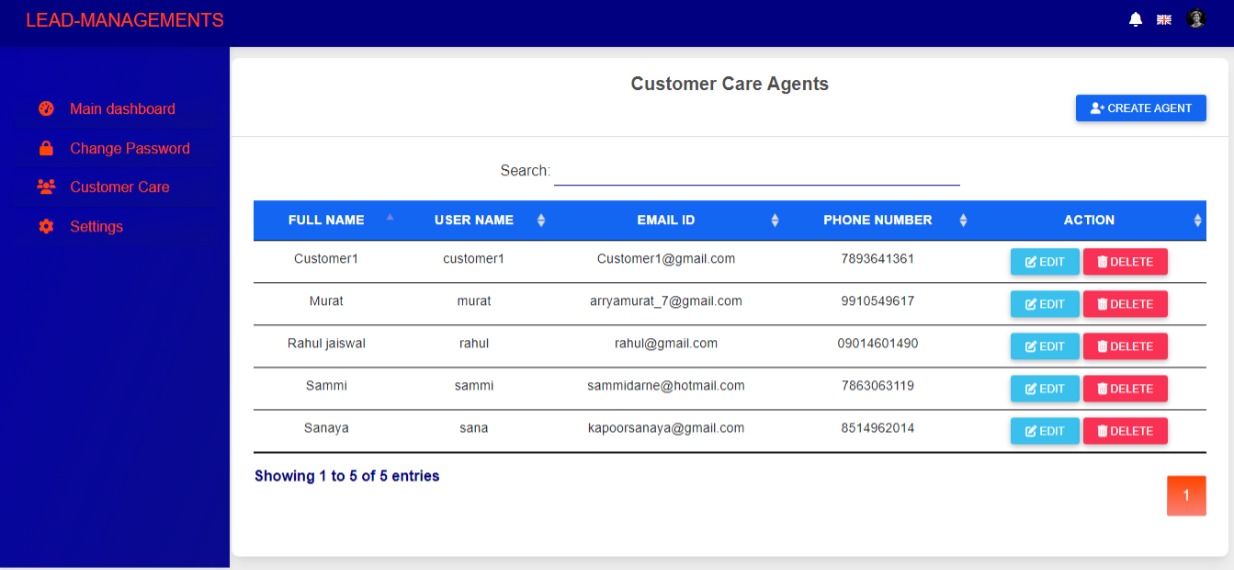 LEAD-MANAGEMENTS
Main dashboard
Change Password
Customer Care
Settings
Customer Care Agents
CREATE AGENT
Search:
FULL NAME USER NAME EMAIL ID PHONE NUMBER ACTION
Customer1 customer1 Customer1@gmail.com 7893641361 EDIT DELETE
Murat murat arryamurat_7@gmail.com 9910549617 EDIT DELETE
Rahul jaiswal rahul rahul@gmail.com 09014601490 EDIT DELETE
Sammi sammi sammidarne@hotmail.com 7863063119 EDIT DELETE
Sanaya sana kapoorsanaya@gmail.com 8514962014 EDIT DELETE
Showing 1 to 5 of 5 entries
1